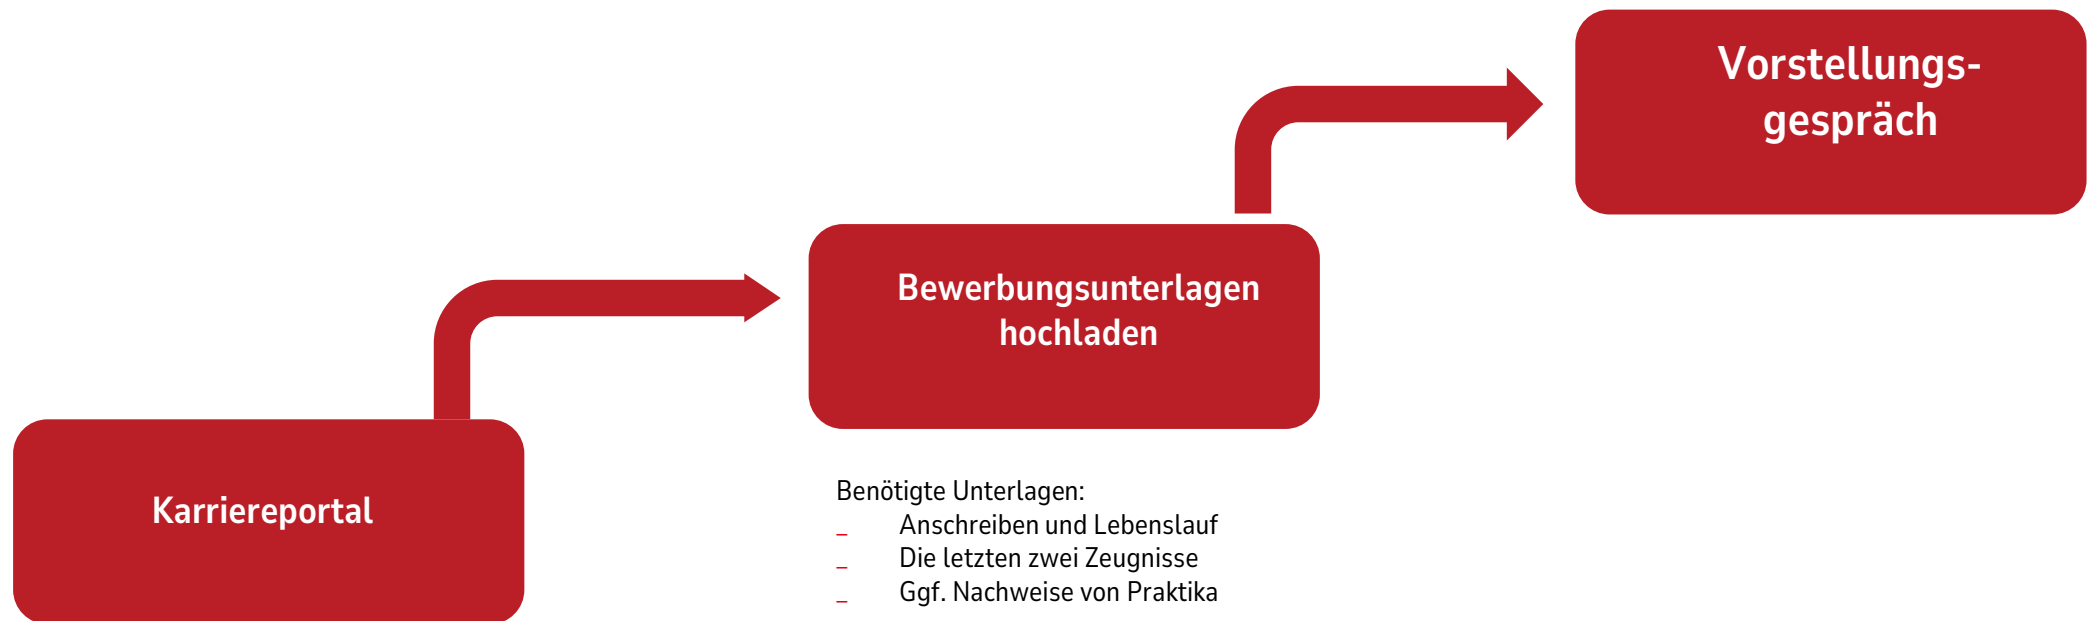 Vorstellungs-
gespräch
Bewerbungsunterlagen
hochladen
Karriereportal
Benötigte Unterlagen:
_ Anschreiben und Lebenslauf
_ Die letzten zwei Zeugnisse
_ Ggf. Nachweise von Praktika